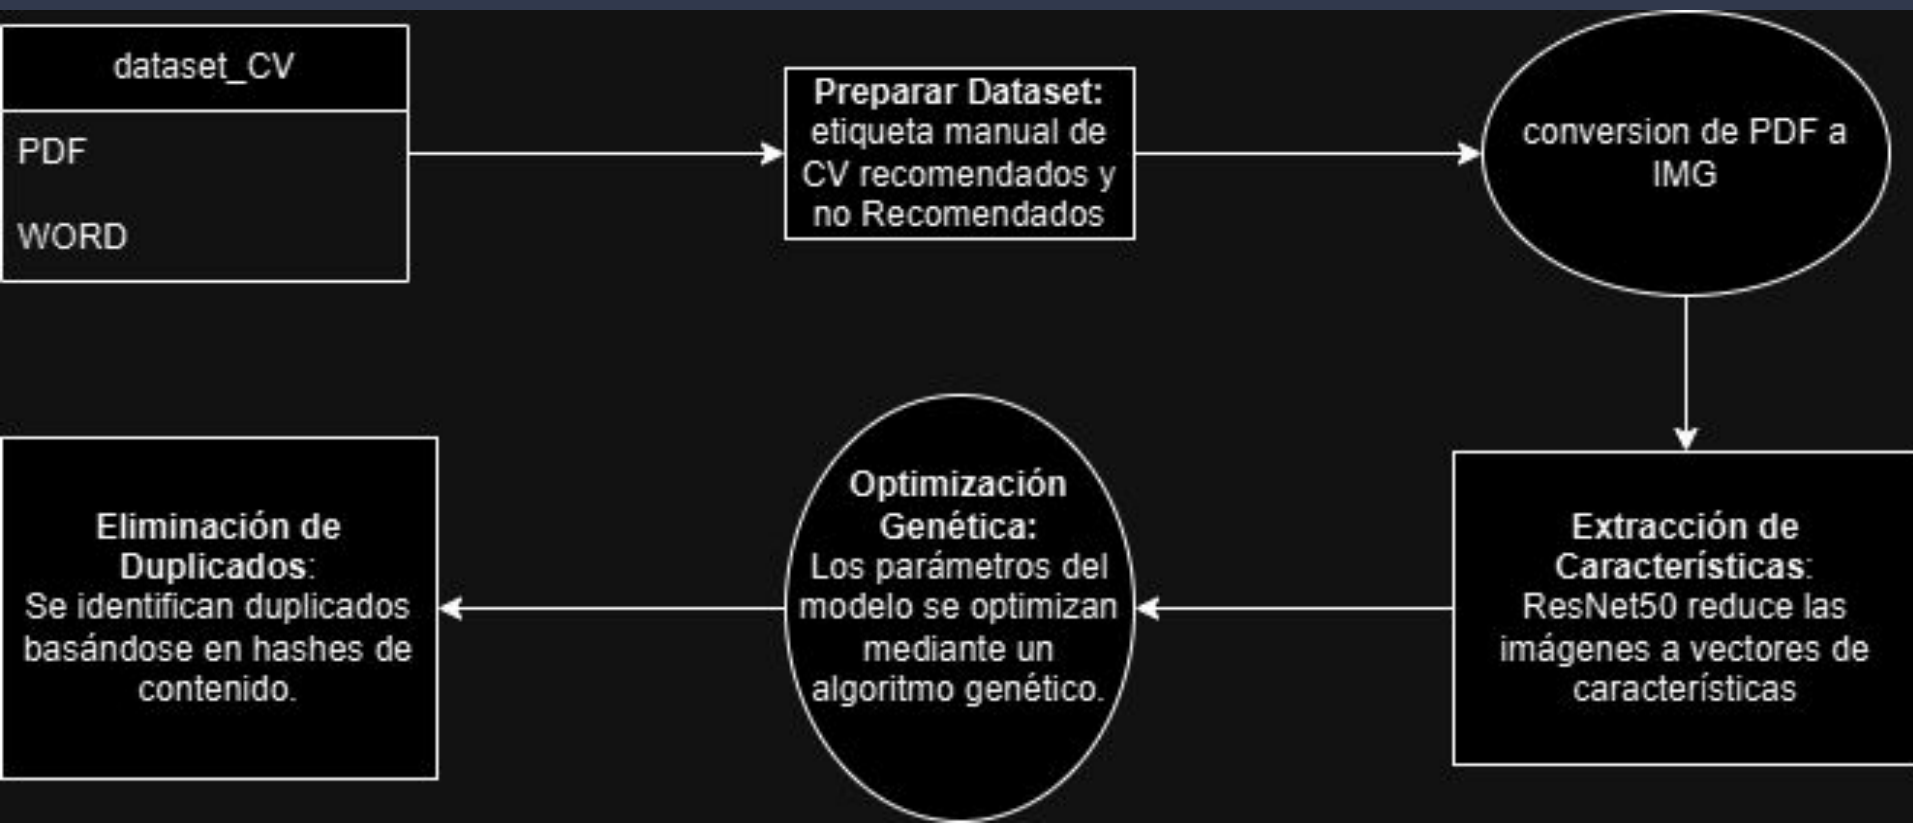 dataset_CV
PDF
WORD
Preparar Dataset:
etiqueta manual de
CV recomendados y
no Recomendados
conversion de PDF a
IMG
Extracción de
Características:
ResNet50 reduce las
imágenes a vectores de
características
Optimización
Genética:
Los parámetros del
modelo se optimizan
mediante un
algoritmo genético.
Eliminación de
Duplicados:
Se identifican duplicados
basándose en hashes de
contenido.